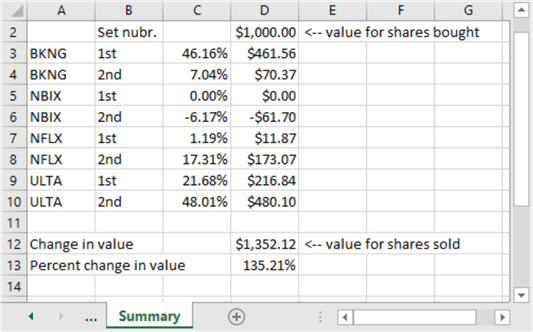 A B C D E F G
2 Set nubr. $1,000.00 <-- value for shares bought
3 BKNG 1st 46.16% $461.56
4 BKNG 2nd 7.04% $70.37
5 NBIX 1st 0.00% $0.00
6 NBIX 2nd -6.17% -$61.70
7 NFLX 1st 1.19% $11.87
8 NFLX 2nd 17.31% $173.07
9 ULTA 1st 21.68% $216.84
10 ULTA 2nd 48.01% $480.10
11
12 Change in value $1,352.12 <-- value for shares sold
13 Percent change in value 135.21%
14
... Summary